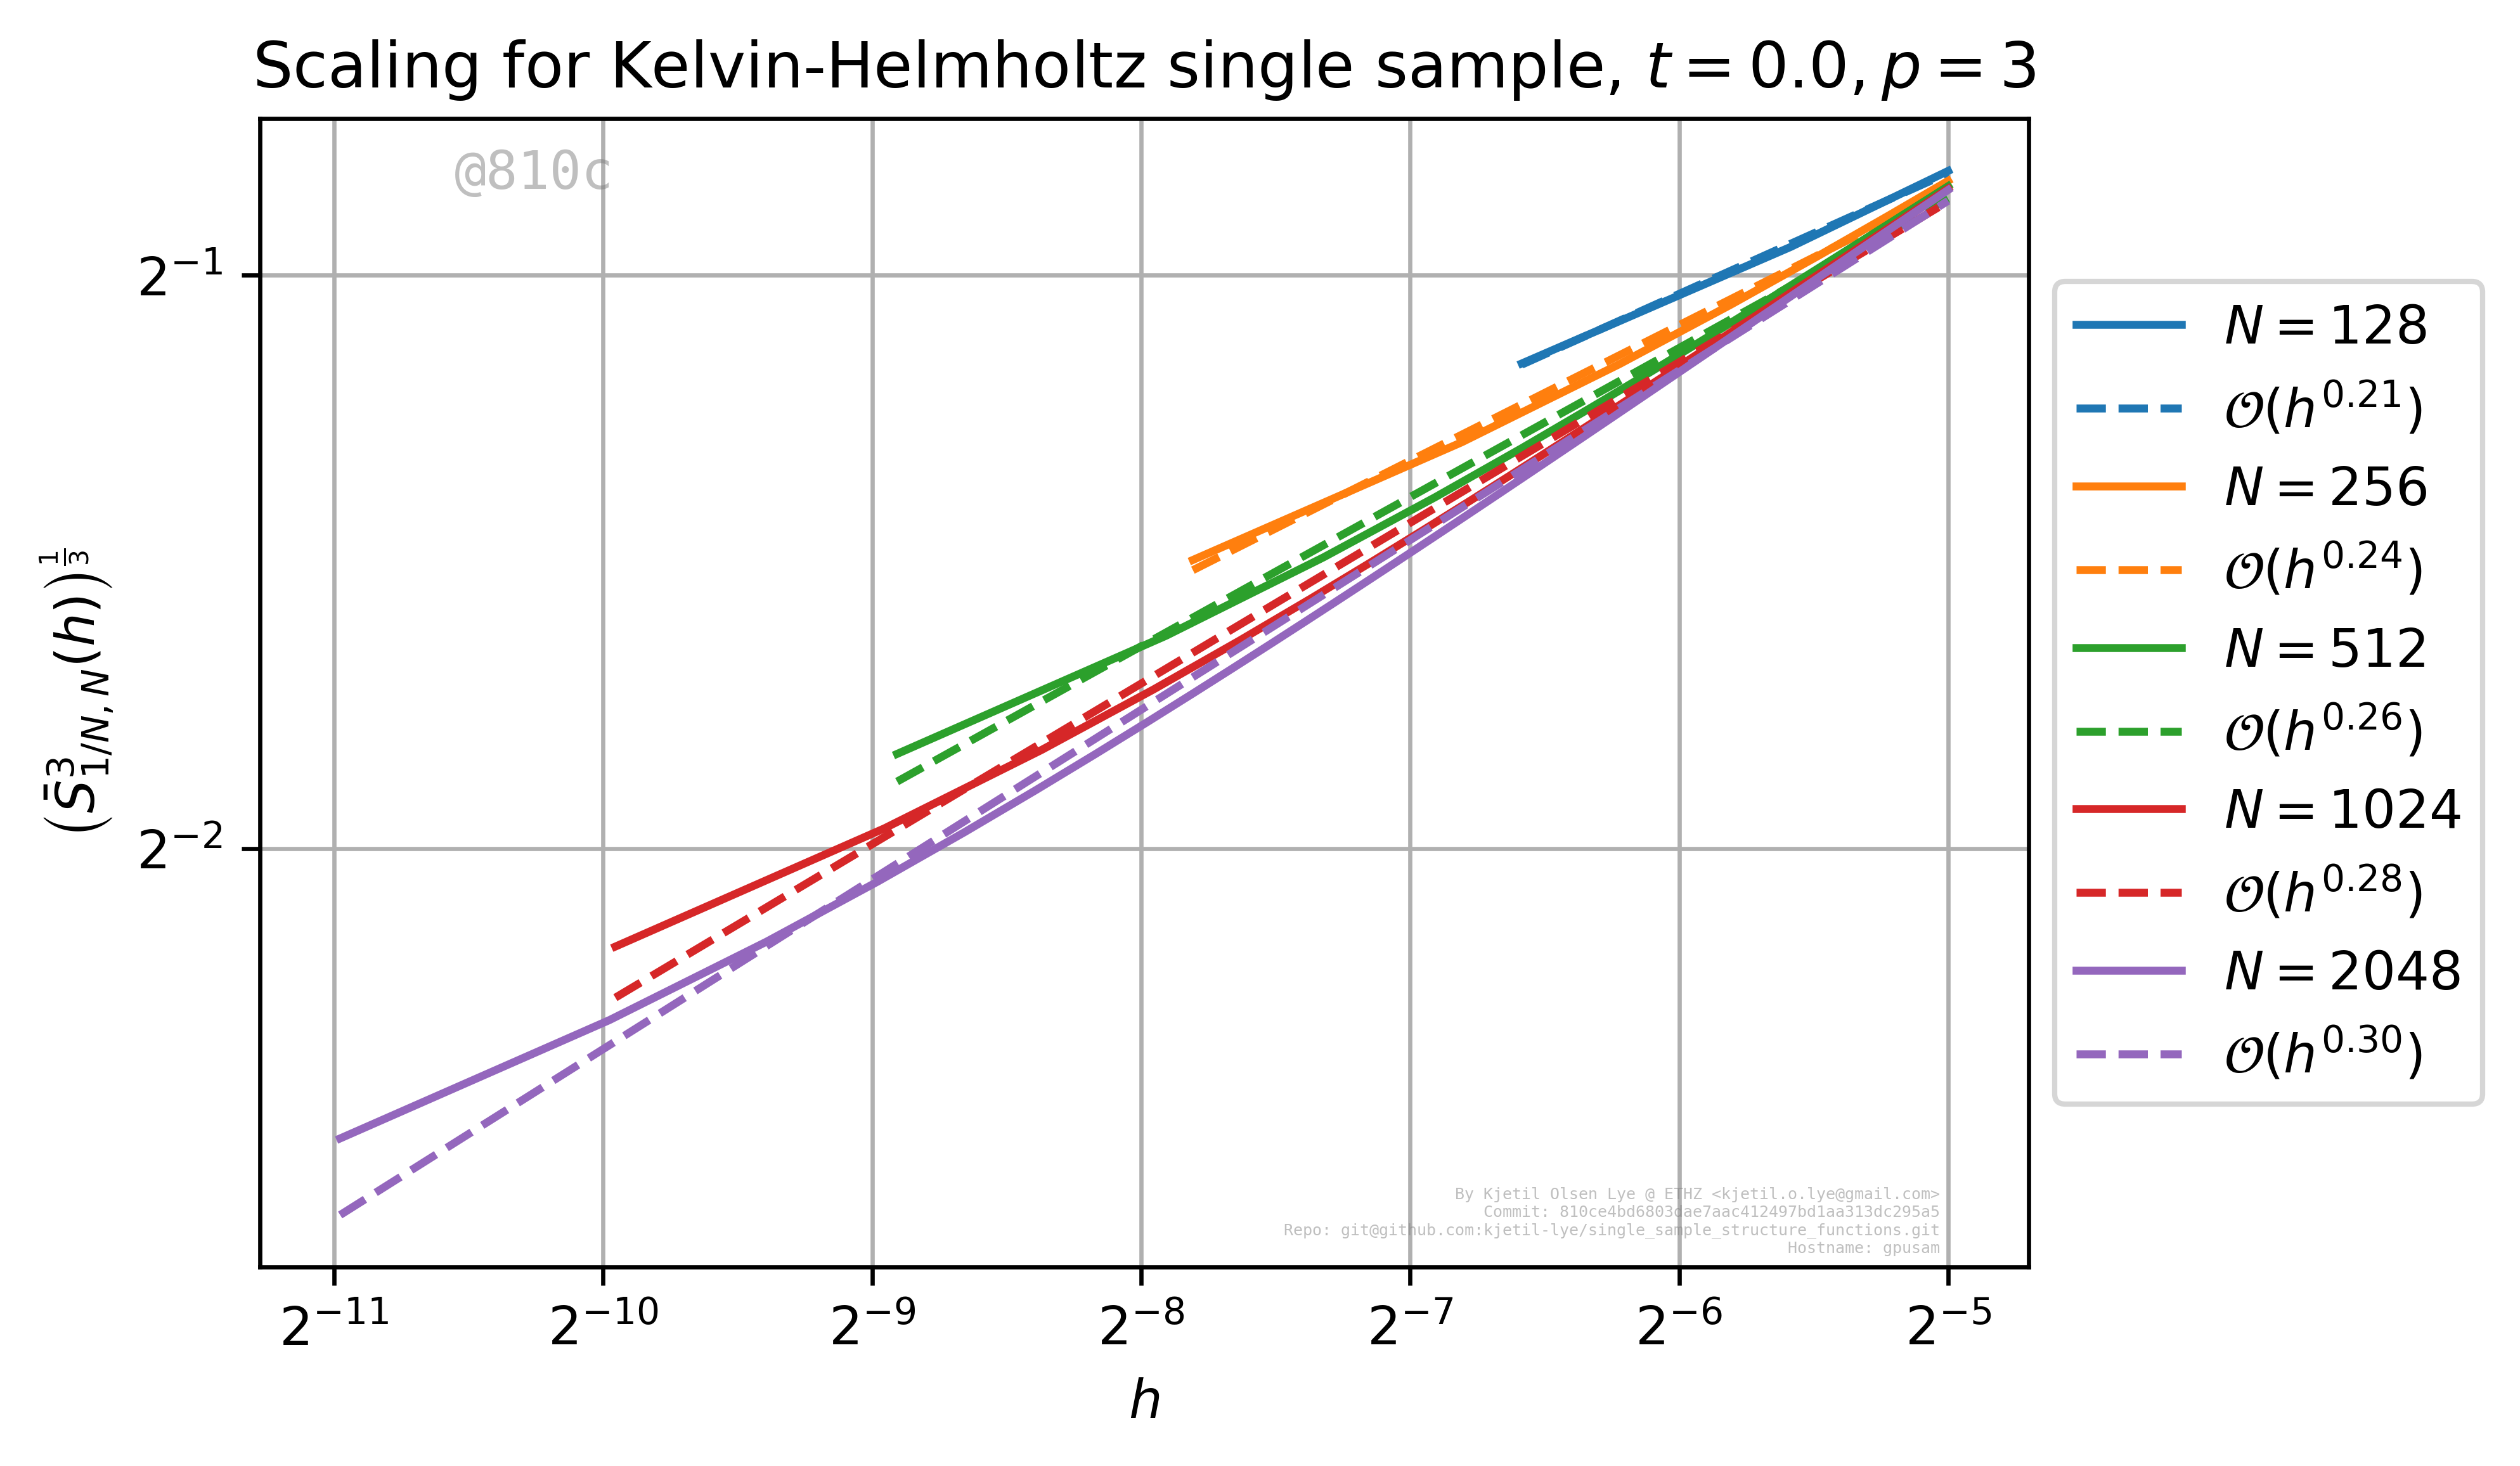 Scaling for Kelvin-Helmholtz single sample, t = 0.0, p = 3
@810c
2⁻¹
2⁻²
(S̄³₁/N,N(h))^(1/3)
2⁻¹¹ 2⁻¹⁰ 2⁻⁹ 2⁻⁸ 2⁻⁷ 2⁻⁶ 2⁻⁵
h
N = 128
𝒪(h^0.21)
N = 256
𝒪(h^0.24)
N = 512
𝒪(h^0.26)
N = 1024
𝒪(h^0.28)
N = 2048
𝒪(h^0.30)
By Kjetil Olsen Lye @ ETHZ <kjetil.o.lye@gmail.com>
Commit: 810ce4bd6803dae7aac412497bd1aa313dc295a5
Repo: git@github.com:kjetil-lye/single_sample_structure_functions.git
Hostname: gpusam